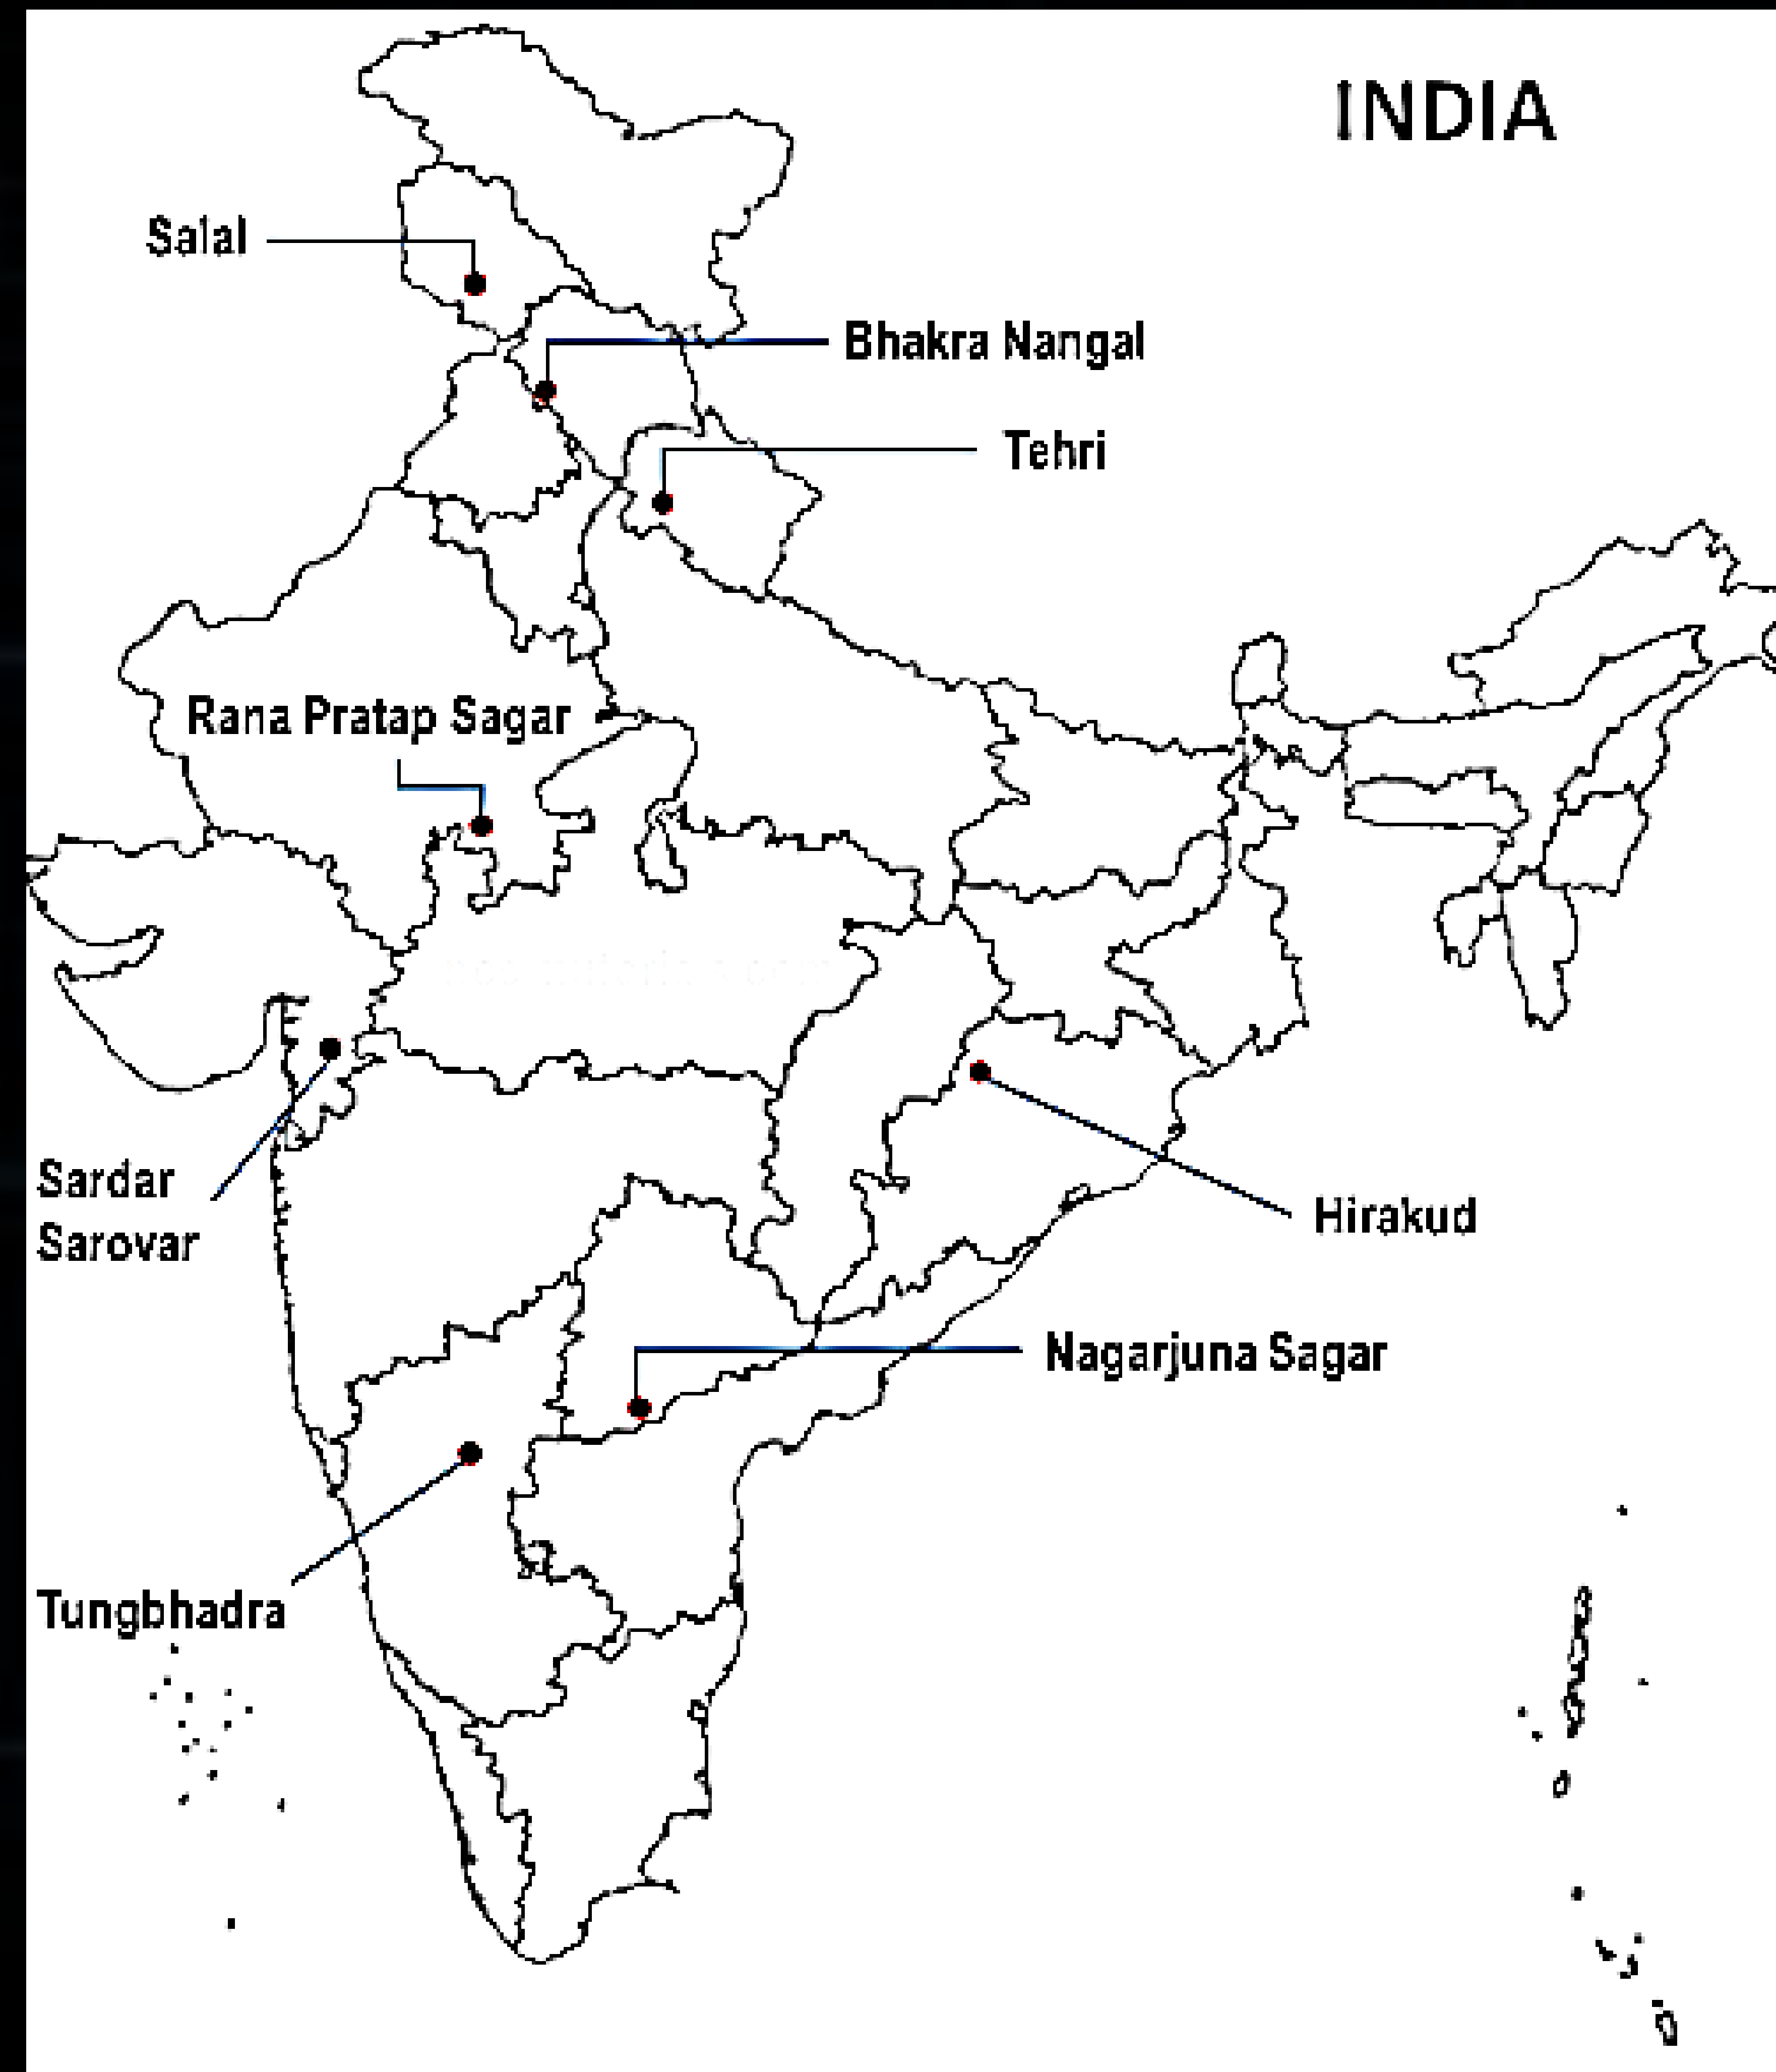 INDIA
Salal
Bhakra Nangal
Tehri
Rana Pratap Sagar
Sardar
Sarovar
Hirakud
Nagarjuna Sagar
Tungbhadra